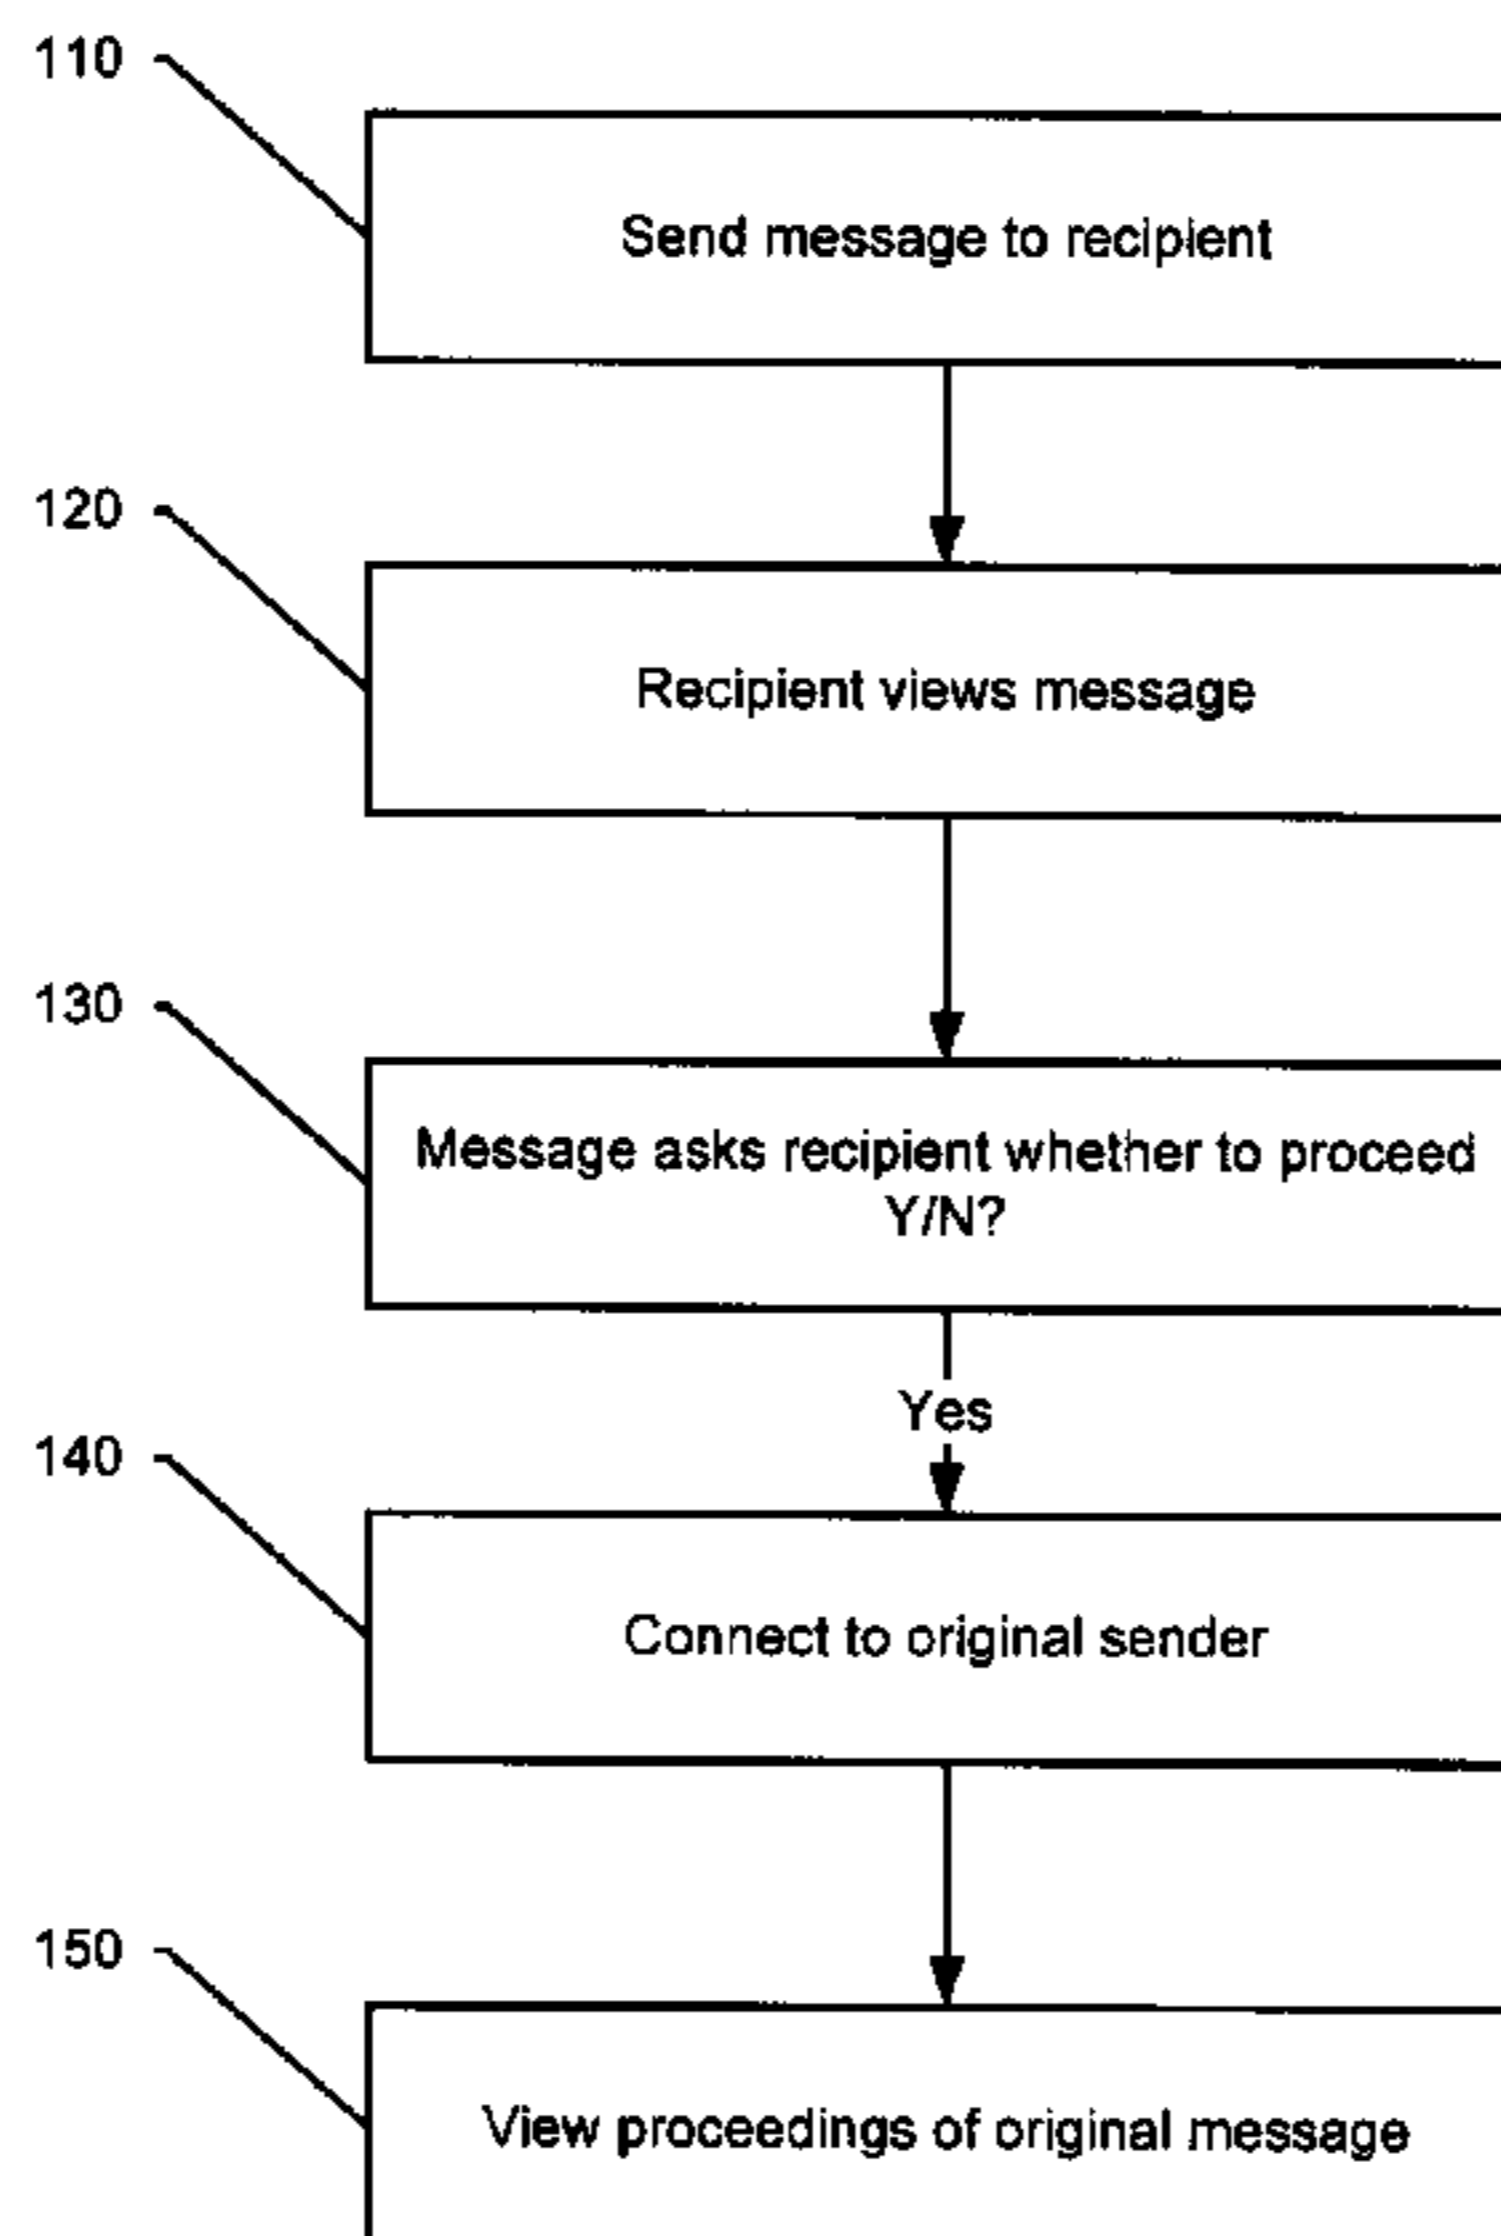 110
Send message to recipient
120
Recipient views message
130
Message asks recipient whether to proceed
Y/N?
Yes
140
Connect to original sender
150
View proceedings of original message